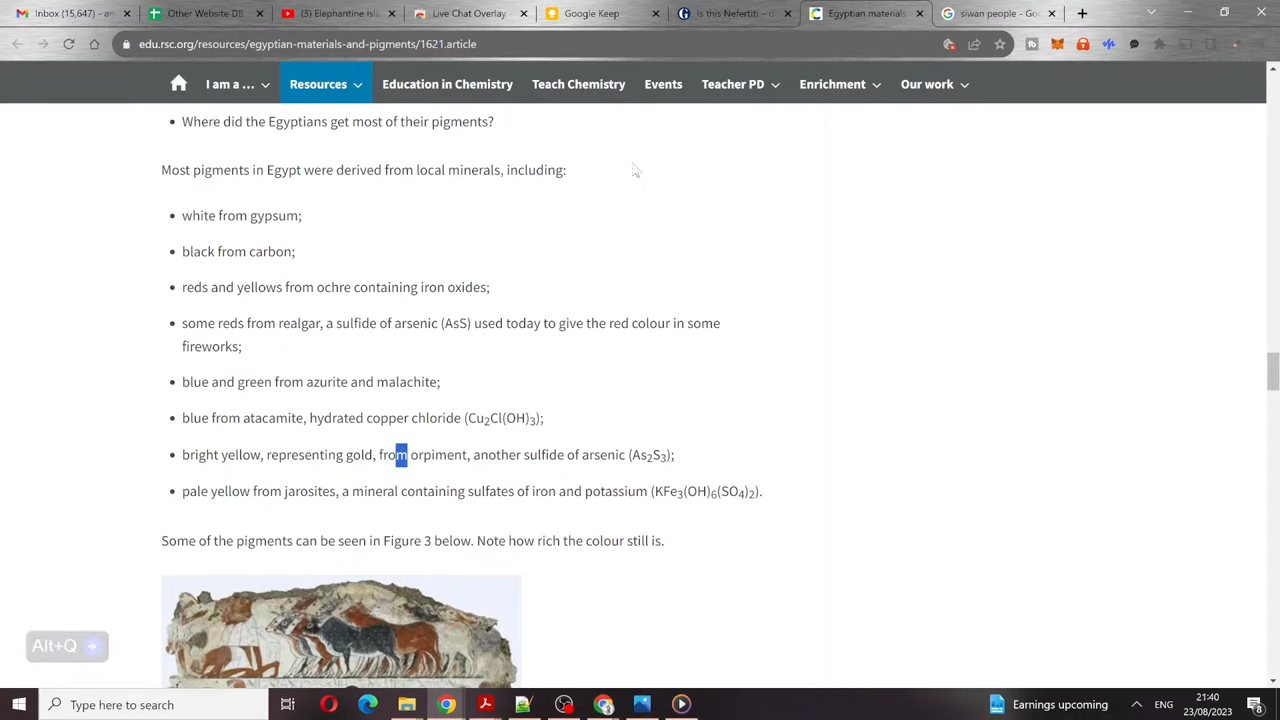 Inbox (15,647) - an
Other Website DB
(3) Elephantine Isla
Live Chat Overlay -
Google Keep
Is this Nefertiti – o
Egyptian materials
siwan people - Goo
edu.rsc.org/resources/egyptian-materials-and-pigments/1621.article
I am a ...
Resources
Education in Chemistry
Teach Chemistry
Events
Teacher PD
Enrichment
Our work
• Where did the Egyptians get most of their pigments?
Most pigments in Egypt were derived from local minerals, including:
• white from gypsum;
• black from carbon;
• reds and yellows from ochre containing iron oxides;
• some reds from realgar, a sulfide of arsenic (AsS) used today to give the red colour in some
fireworks;
• blue and green from azurite and malachite;
• blue from atacamite, hydrated copper chloride (Cu₂Cl(OH)₃);
• bright yellow, representing gold, from orpiment, another sulfide of arsenic (As₂S₃);
• pale yellow from jarosites, a mineral containing sulfates of iron and potassium (KFe₃(OH)₆(SO₄)₂).
Some of the pigments can be seen in Figure 3 below. Note how rich the colour still is.
Alt+Q
Type here to search
Earnings upcoming
ENG
21:40
23/08/2023